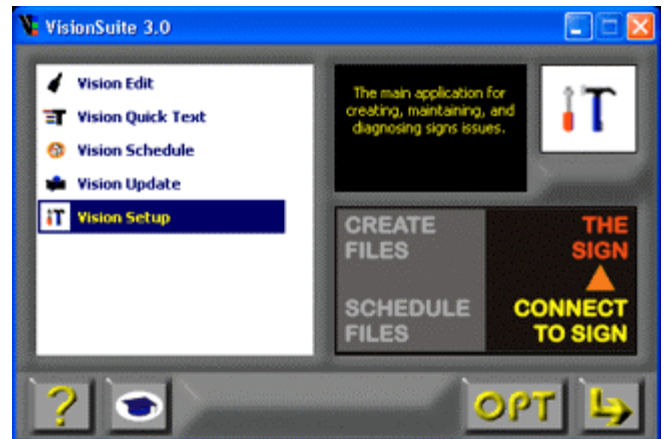 VisionSuite 3.0
Vision Edit
Vision Quick Text
Vision Schedule
Vision Update
Vision Setup
The main application for
creating, maintaining, and
diagnosing signs issues.
CREATE
FILES
THE
SIGN
SCHEDULE
FILES
CONNECT
TO SIGN
?
OPT